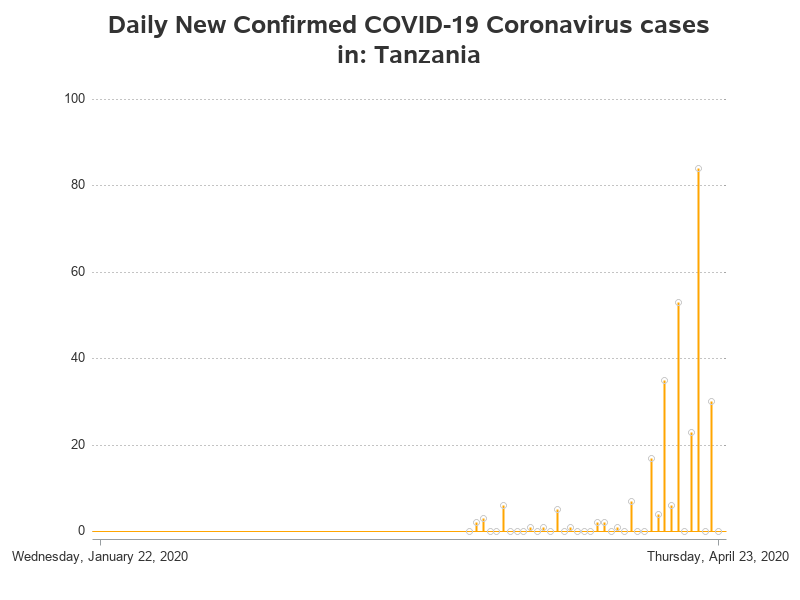 Daily New Confirmed COVID-19 Coronavirus cases
in: Tanzania
100
80
60
40
20
0
Wednesday, January 22, 2020 Thursday, April 23, 2020